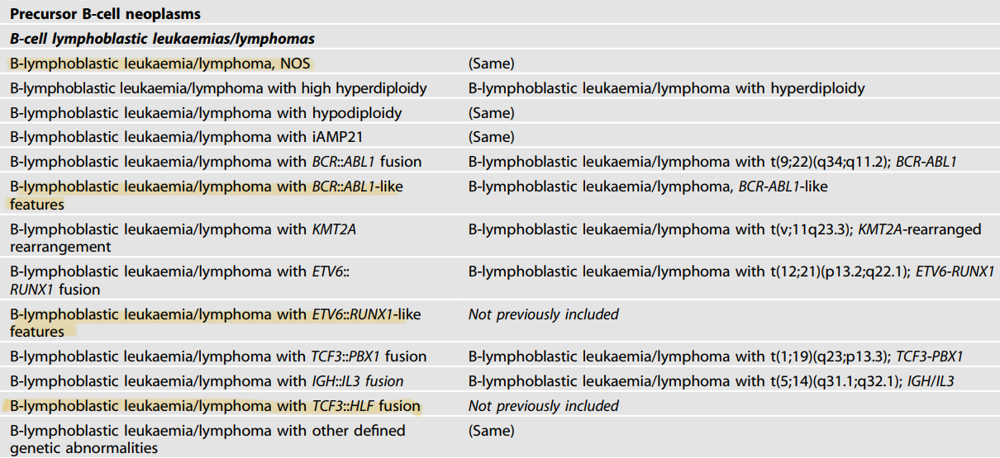 Precursor B-cell neoplasms
B-cell lymphoblastic leukaemias/lymphomas
B-lymphoblastic leukaemia/lymphoma, NOS (Same)
B-lymphoblastic leukaemia/lymphoma with high hyperdiploidy B-lymphoblastic leukaemia/lymphoma with hyperdiploidy
B-lymphoblastic leukaemia/lymphoma with hypodiploidy (Same)
B-lymphoblastic leukaemia/lymphoma with iAMP21 (Same)
B-lymphoblastic leukaemia/lymphoma with BCR::ABL1 fusion B-lymphoblastic leukaemia/lymphoma with t(9;22)(q34;q11.2); BCR-ABL1
B-lymphoblastic leukaemia/lymphoma with BCR::ABL1-like B-lymphoblastic leukaemia/lymphoma, BCR-ABL1-like
features
B-lymphoblastic leukaemia/lymphoma with KMT2A B-lymphoblastic leukaemia/lymphoma with t(v;11q23.3); KMT2A-rearranged
rearrangement
B-lymphoblastic leukaemia/lymphoma with ETV6:: B-lymphoblastic leukaemia/lymphoma with t(12;21)(p13.2;q22.1); ETV6-RUNX1
RUNX1 fusion
B-lymphoblastic leukaemia/lymphoma with ETV6::RUNX1-like Not previously included
features
B-lymphoblastic leukaemia/lymphoma with TCF3::PBX1 fusion B-lymphoblastic leukaemia/lymphoma with t(1;19)(q23;p13.3); TCF3-PBX1
B-lymphoblastic leukaemia/lymphoma with IGH::IL3 fusion B-lymphoblastic leukaemia/lymphoma with t(5;14)(q31.1;q32.1); IGH/IL3
B-lymphoblastic leukaemia/lymphoma with TCF3::HLF fusion Not previously included
B-lymphoblastic leukaemia/lymphoma with other defined (Same)
genetic abnormalities